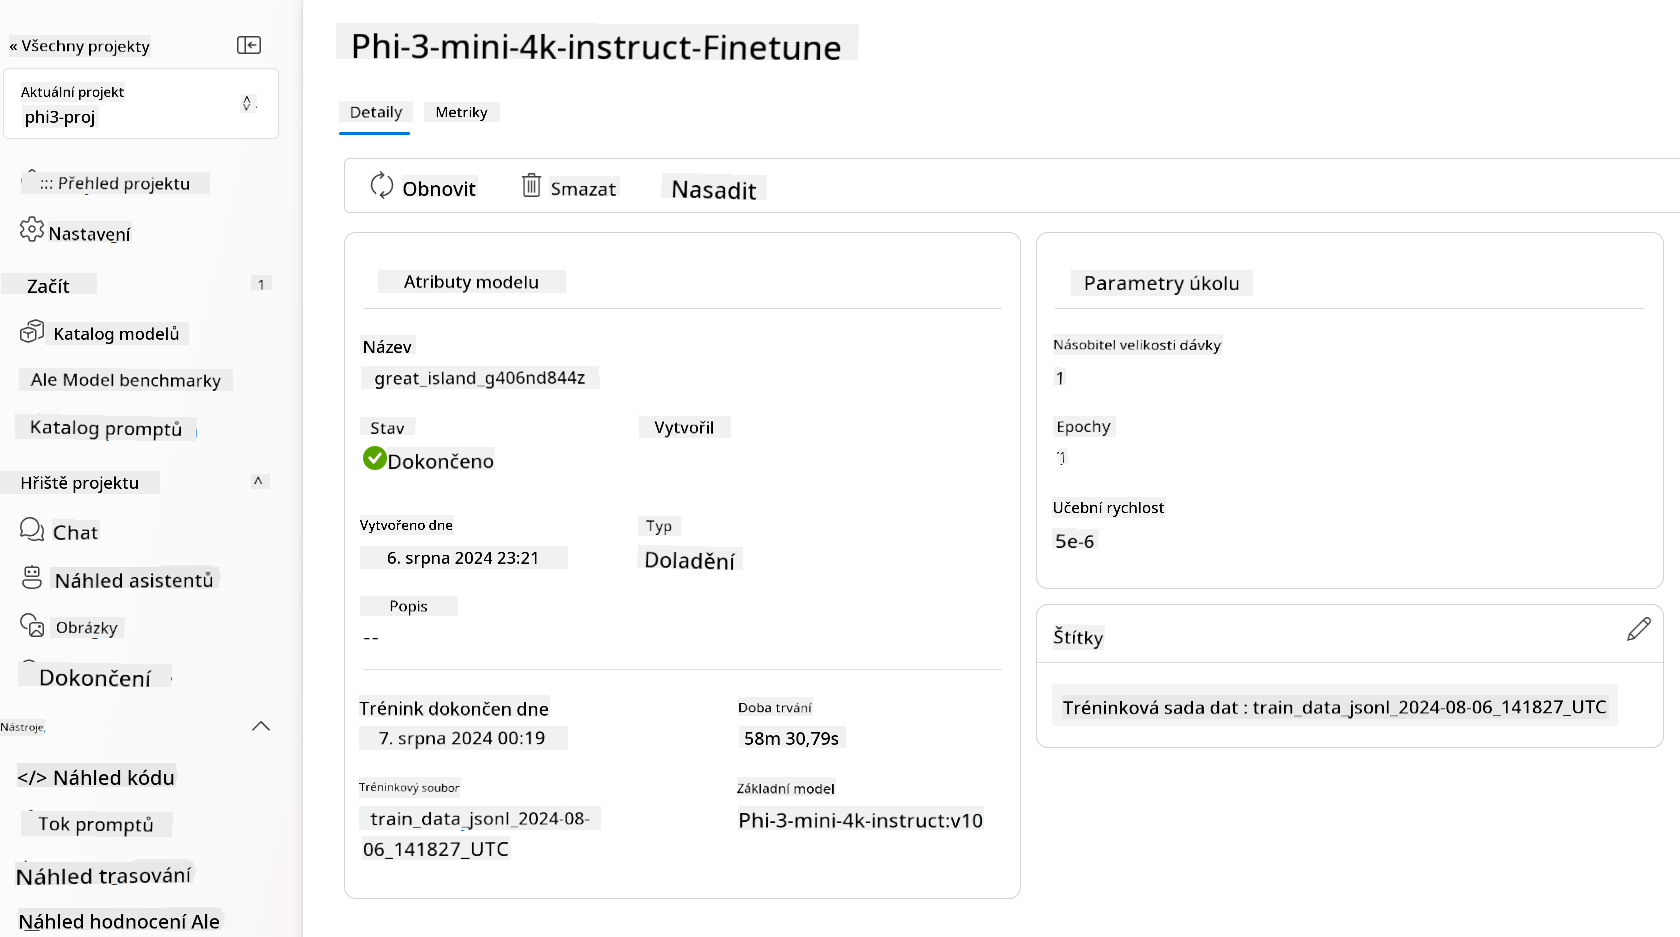 « Všechny projekty
Aktuální projekt
phi3-proj
::: Přehled projektu
Nastavení
Začít
1
Katalog modelů
Ale Model benchmarky
Katalog promptů
Hřiště projektu
^
Chat
Náhled asistentů
Obrázky
Dokončení
Nástroje
</> Náhled kódu
Tok promptů
Náhled trasování
Náhled hodnocení Ale
Phi-3-mini-4k-instruct-Finetune
Detaily
Metriky
Obnovit
Smazat
Nasadit
Atributy modelu
Název
great_island_g406nd844z
Stav
Vytvořil
Dokončeno
Vytvořeno dne
Typ
6. srpna 2024 23:21
Doladění
Popis
--
Trénink dokončen dne
Doba trvání
7. srpna 2024 00:19
58m 30,79s
Tréninkový soubor
Základní model
train_data_jsonl_2024-08-
06_141827_UTC
Phi-3-mini-4k-instruct:v10
Parametry úkolu
Násobitel velikosti dávky
1
Epochy
1
Učební rychlost
5e-6
Štítky
Tréninková sada dat : train_data_jsonl_2024-08-06_141827_UTC